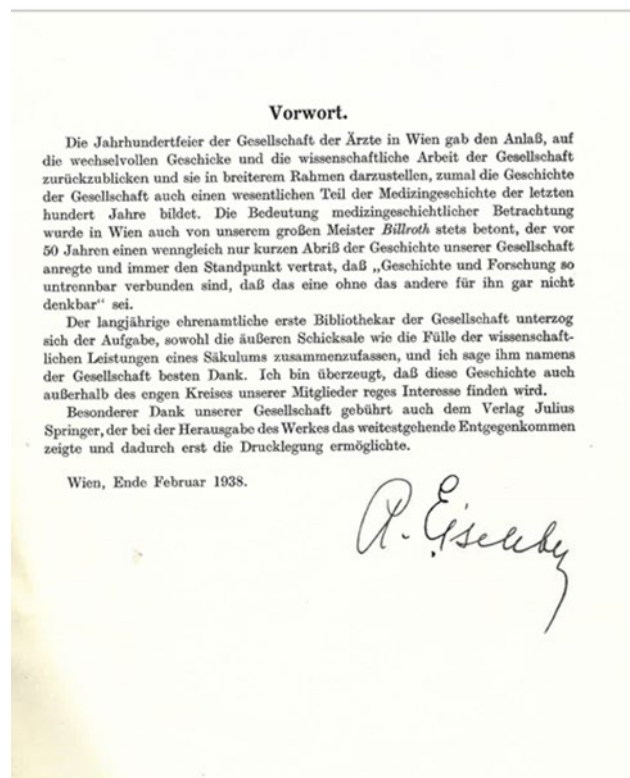 Vorwort.
Die Jahrhundertfeier der Gesellschaft der Ärzte in Wien gab den Anlaß, auf
die wechselvollen Geschicke und die wissenschaftliche Arbeit der Gesellschaft
zurückzublicken und sie in breiterem Rahmen darzustellen, zumal die Geschichte
der Gesellschaft auch einen wesentlichen Teil der Medizingeschichte der letzten
hundert Jahre bildet. Die Bedeutung medizingeschichtlicher Betrachtung
wurde in Wien auch von unserem großen Meister Billroth stets betont, der vor
50 Jahren einen wenngleich nur kurzen Abriß der Geschichte unserer Gesellschaft
anregte und immer den Standpunkt vertrat, daß „Geschichte und Forschung so
untrennbar verbunden sind, daß das eine ohne das andere für ihn gar nicht
denkbar“ sei.
Der langjährige ehrenamtliche erste Bibliothekar der Gesellschaft unterzog
sich der Aufgabe, sowohl die äußeren Schicksale wie die Fülle der wissenschaft-
lichen Leistungen eines Säkulums zusammenzufassen, und ich sage ihm namens
der Gesellschaft besten Dank. Ich bin überzeugt, daß diese Geschichte auch
außerhalb des engen Kreises unserer Mitglieder reges Interesse finden wird.
Besonderer Dank unserer Gesellschaft gebührt auch dem Verlag Julius
Springer, der bei der Herausgabe des Werkes das weitestgehende Entgegenkommen
zeigte und dadurch erst die Drucklegung ermöglichte.
Wien, Ende Februar 1938.